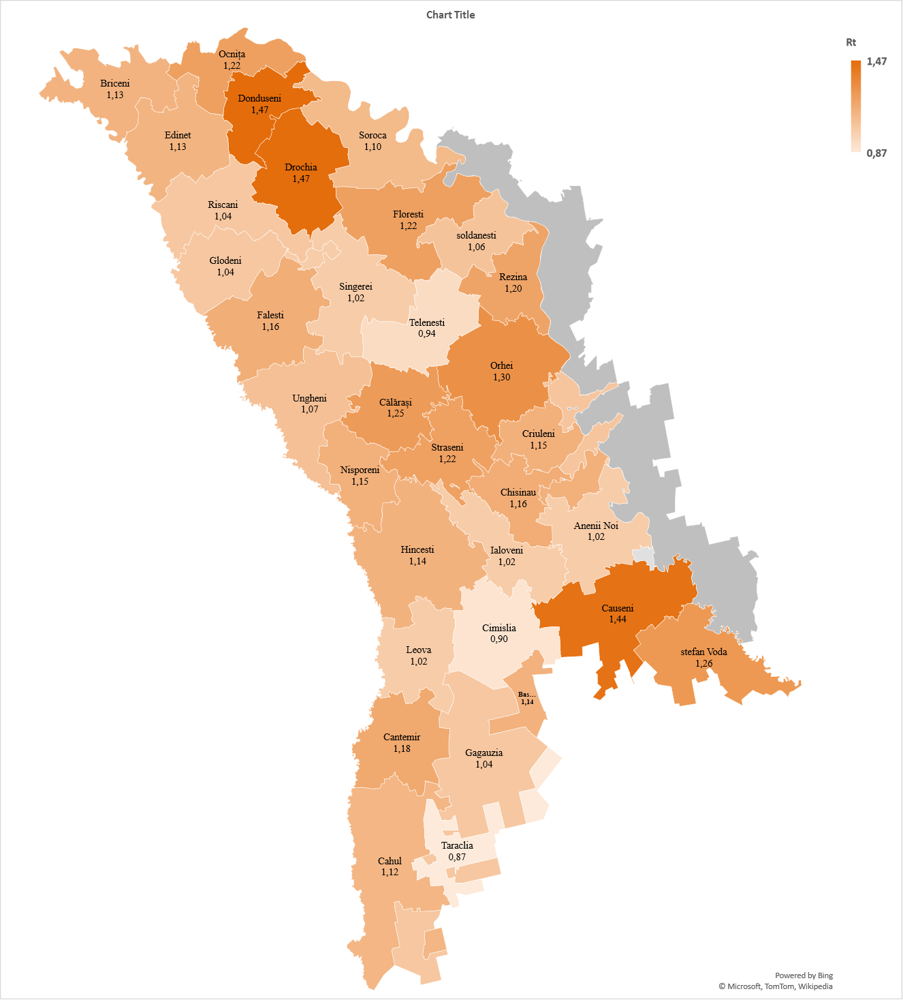 Chart Title
Rt
1,47
0,87
Ocnița
1,22
Briceni
1,13
Donduseni
1,47
Edinet
1,13
Soroca
1,10
Drochia
1,47
Riscani
1,04
Floresti
1,22
soldanesti
1,06
Glodeni
1,04
Rezina
1,20
Singerei
1,02
Falesti
1,16
Telenesti
0,94
Orhei
1,30
Ungheni
1,07
Călărași
1,25
Criuleni
1,15
Straseni
1,22
Nisporeni
1,15
Chisinau
1,16
Anenii Noi
1,02
Hincesti
1,14
Ialoveni
1,02
Causeni
1,44
Cimislia
0,90
Leova
1,02
stefan Voda
1,26
Bas...
1,14
Cantemir
1,18
Gagauzia
1,04
Taraclia
0,87
Cahul
1,12
Powered by Bing
© Microsoft, TomTom, Wikipedia